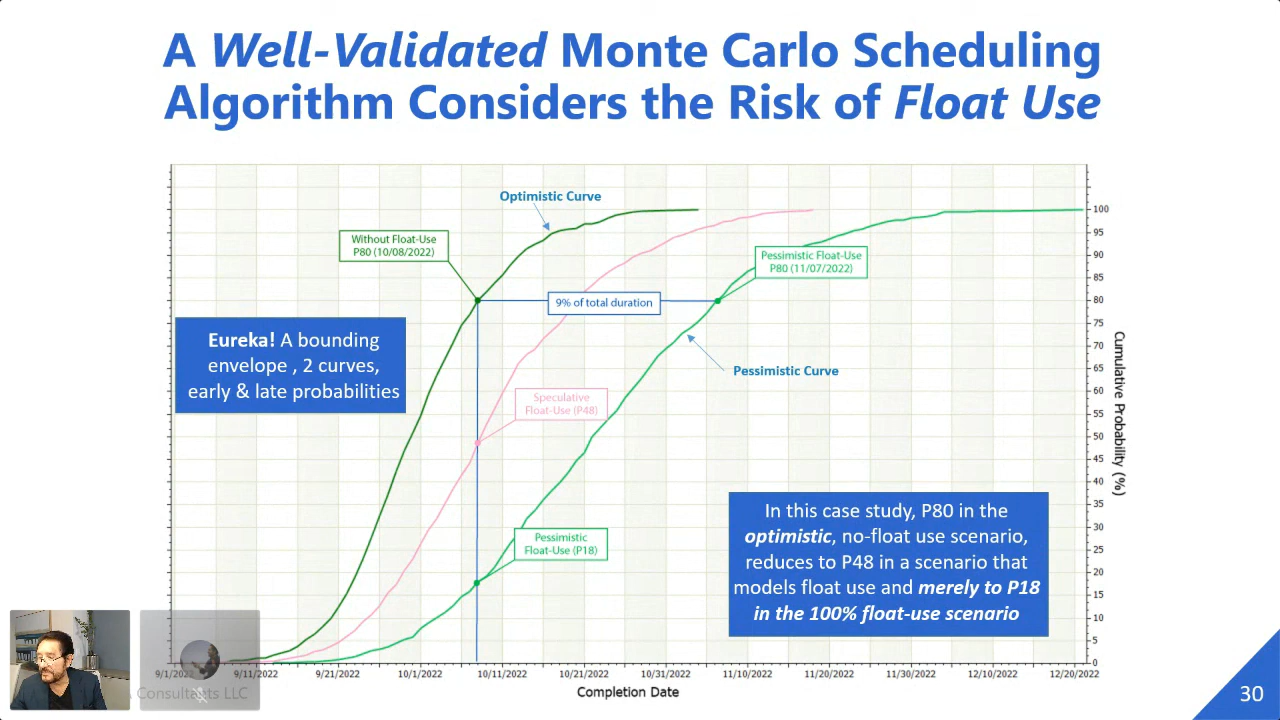 A Well-Validated Monte Carlo Scheduling
Algorithm Considers the Risk of Float Use
Optimistic Curve
Without Float-Use
P80 (10/08/2022)
Pessimistic Float-Use
P80 (11/07/2022)
9% of total duration
Eureka! A bounding
envelope , 2 curves,
early & late probabilities
Pessimistic Curve
Speculative
Float-Use (P48)
Pessimistic
Float-Use (P18)
In this case study, P80 in the
optimistic, no-float use scenario,
reduces to P48 in a scenario that
models float use and merely to P18
in the 100% float-use scenario
100
95
90
85
80
75
70
65
60
55
50
45
40
35
30
25
20
15
10
5
0
Cumulative Probability (%)
9/1/2022 9/11/2022 9/21/2022 10/1/2022 10/11/2022 10/21/2022 10/31/2022 11/10/2022 11/20/2022 11/30/2022 12/10/2022 12/20/2022
Completion Date
Consultants LLC
30